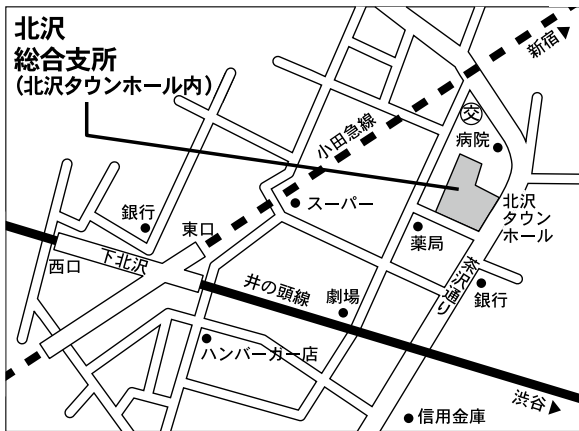 北沢
総合支所
(北沢タウンホール内)
新宿
小田急線
交
病院
スーパー
北沢
タウン
ホール
銀行
東口
薬局
下北沢
西口
井の頭線
劇場
茶沢通り
銀行
ハンバーガー店
渋谷
信用金庫